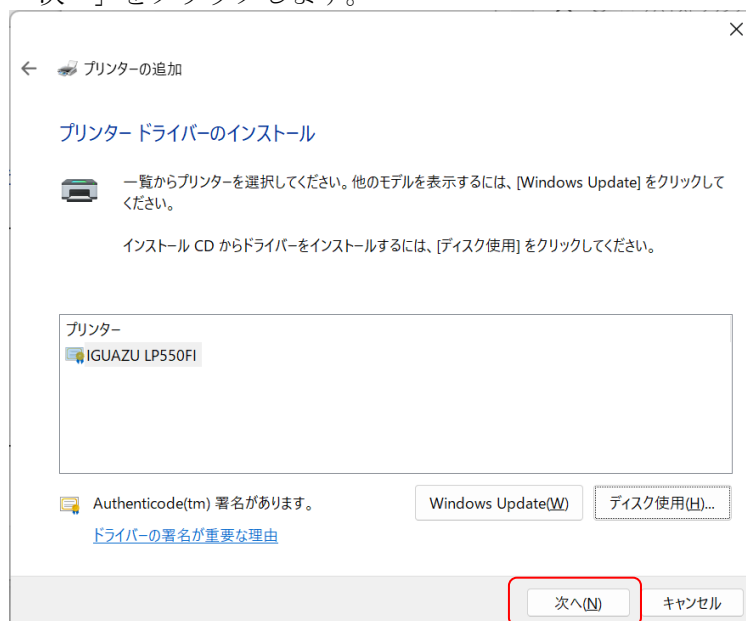 」をクリックします。
プリンターの追加
プリンター ドライバーのインストール
一覧からプリンターを選択してください。他のモデルを表示するには、[Windows Update] をクリックして
ください。
インストール CD からドライバーをインストールするには、[ディスク使用] をクリックしてください。
プリンター
IGUAZU LP550FI
Authenticode(tm) 署名があります。
Windows Update(W)
ディスク使用(H)...
ドライバーの署名が重要な理由
次へ(N)
キャンセル